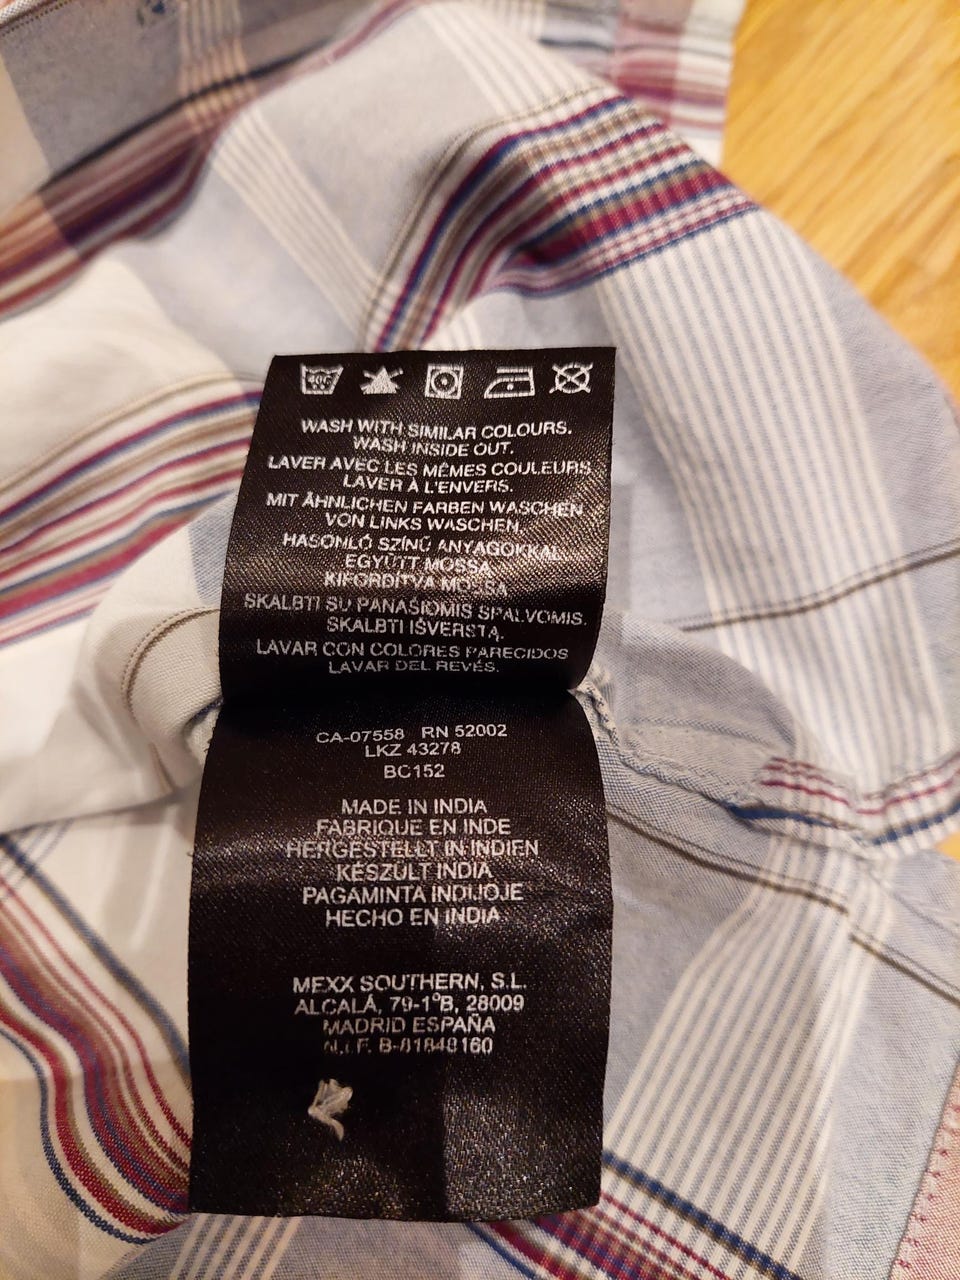 40C
WASH WITH SIMILAR COLOURS.
WASH INSIDE OUT.
LAVER AVEC LES MÊMES COULEURS
LAVER À L'ENVERS.
MIT ÄHNLICHEN FARBEN WASCHEN
VON LINKS WASCHEN.
HASONLÓ SZÍNŰ ANYAGOKKAL
EGYÜTT MOSSA
KIFORDÍTVA MOSSA
SKALBTI SU PANAŠIOMIS SPALVOMIS.
SKALBTI IŠVERSTĄ.
LAVAR CON COLORES PARECIDOS
LAVAR DEL REVÉS.
CA-07558 RN 52002
LKZ 43278
BC152
MADE IN INDIA
FABRIQUE EN INDE
HERGESTELLT IN INDIEN
KÉSZULT INDIA
PAGAMINTA INDIJOJE
HECHO EN INDIA
MEXX SOUTHERN, S.L.
ALCALÁ, 79-1ºB, 28009
MADRID ESPAÑA
N.I.F. B-81848160